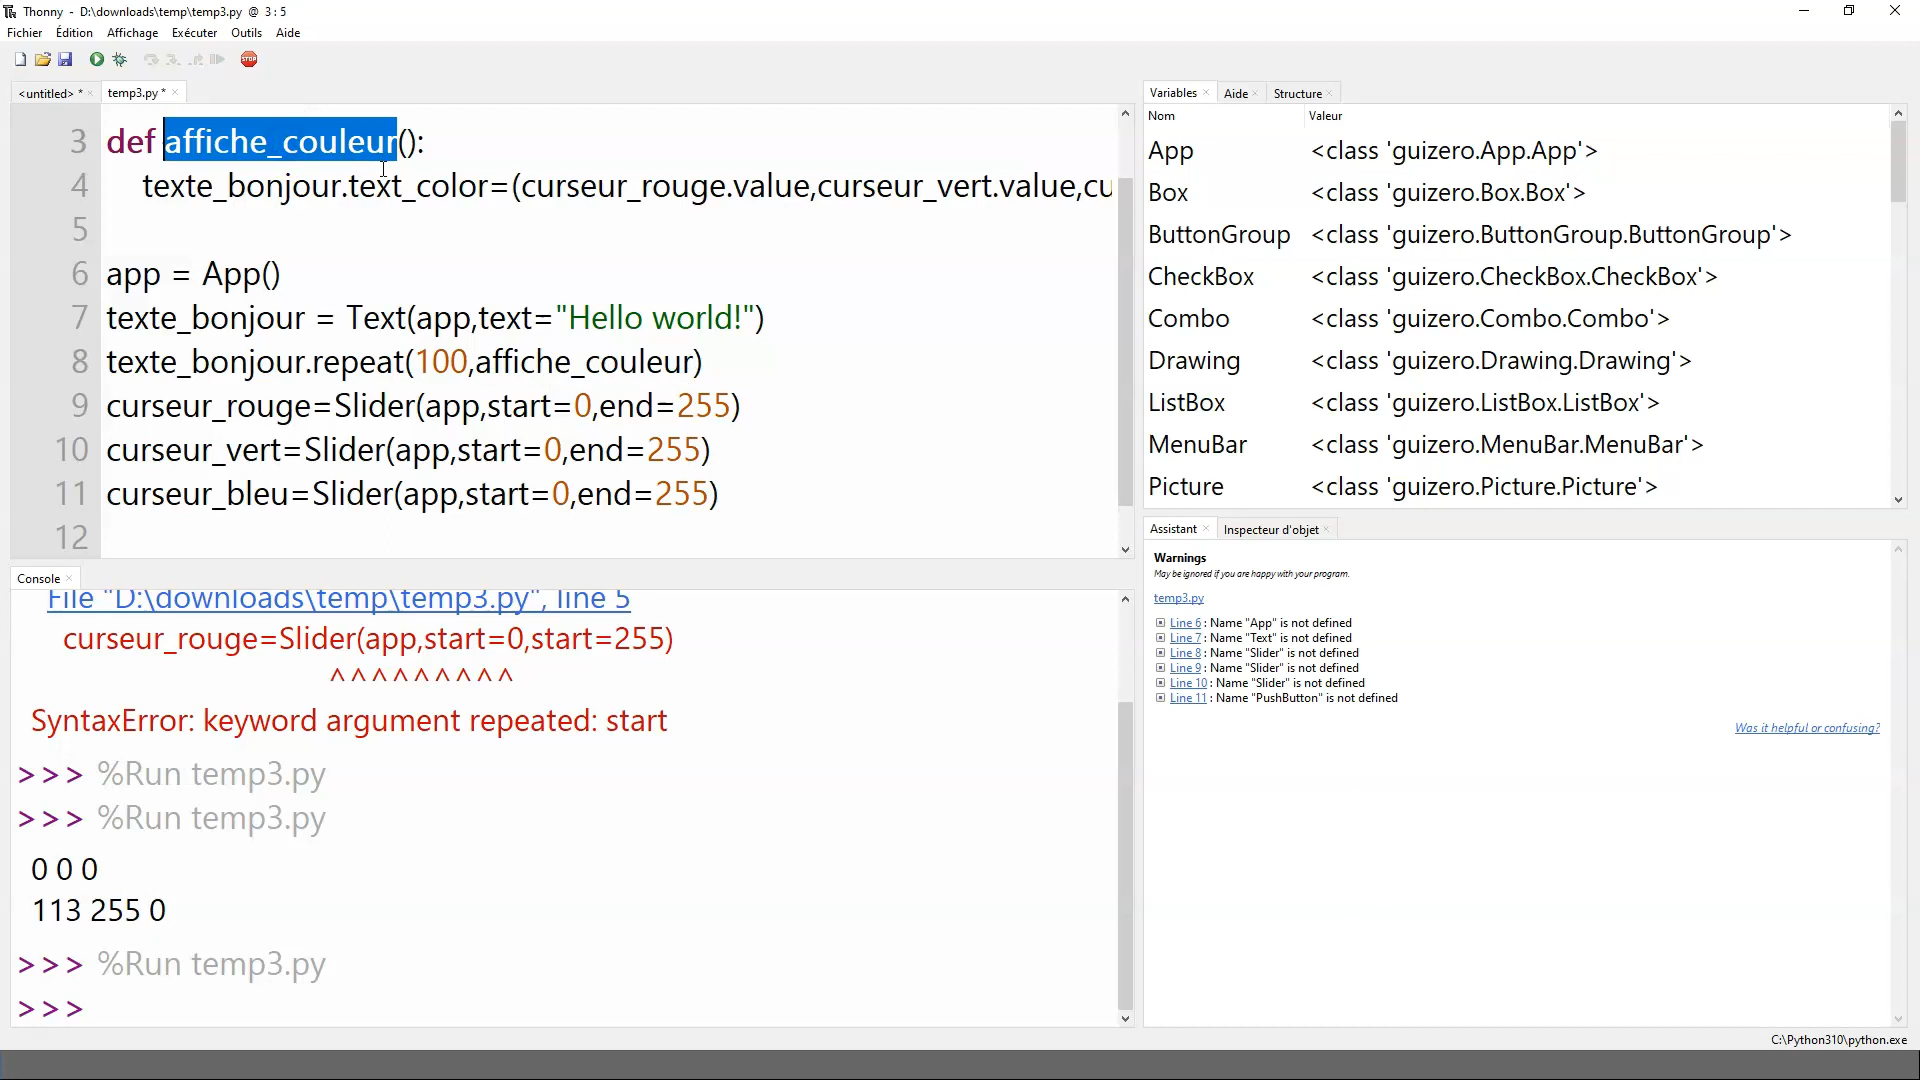 Thonny - D:\downloads\temp\temp3.py @ 3 : 5
Fichier Édition Affichage Exécuter Outils Aide
STOP
<untitled> * temp3.py *
3 def affiche_couleur():
4 texte_bonjour.text_color=(curseur_rouge.value,curseur_vert.value,cu
5
6 app = App()
7 texte_bonjour = Text(app,text="Hello world!")
8 texte_bonjour.repeat(100,affiche_couleur)
9 curseur_rouge=Slider(app,start=0,end=255)
10 curseur_vert=Slider(app,start=0,end=255)
11 curseur_bleu=Slider(app,start=0,end=255)
12
Console
File "D:\downloads\temp\temp3.py", line 5
curseur_rouge=Slider(app,start=0,start=255)
^^^^^^^^^
SyntaxError: keyword argument repeated: start
>>> %Run temp3.py
>>> %Run temp3.py
0 0 0
113 255 0
>>> %Run temp3.py
>>>
Variables Aide Structure
Nom Valeur
App <class 'guizero.App.App'>
Box <class 'guizero.Box.Box'>
ButtonGroup <class 'guizero.ButtonGroup.ButtonGroup'>
CheckBox <class 'guizero.CheckBox.CheckBox'>
Combo <class 'guizero.Combo.Combo'>
Drawing <class 'guizero.Drawing.Drawing'>
ListBox <class 'guizero.ListBox.ListBox'>
MenuBar <class 'guizero.MenuBar.MenuBar'>
Picture <class 'guizero.Picture.Picture'>
Assistant Inspecteur d'objet
Warnings
May be ignored if you are happy with your program.
temp3.py
Line 6 : Name "App" is not defined
Line 7 : Name "Text" is not defined
Line 8 : Name "Slider" is not defined
Line 9 : Name "Slider" is not defined
Line 10 : Name "Slider" is not defined
Line 11 : Name "PushButton" is not defined
Was it helpful or confusing?
C:\Python310\python.exe